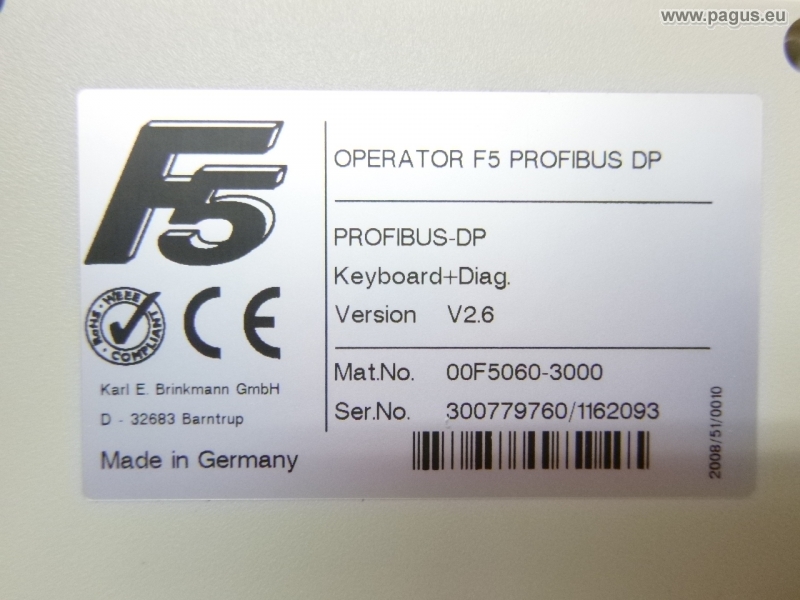 www.pagus.eu
F5
OPERATOR F5 PROFIBUS DP
PROFIBUS-DP
Keyboard+Diag.
Version V2.6
WEEE
RoHS
COMPLIANT
CE
Karl E. Brinkmann GmbH
D - 32683 Barntrup
Made in Germany
Mat.No. 00F5060-3000
Ser.No. 300779760/1162093
2008/51/0010